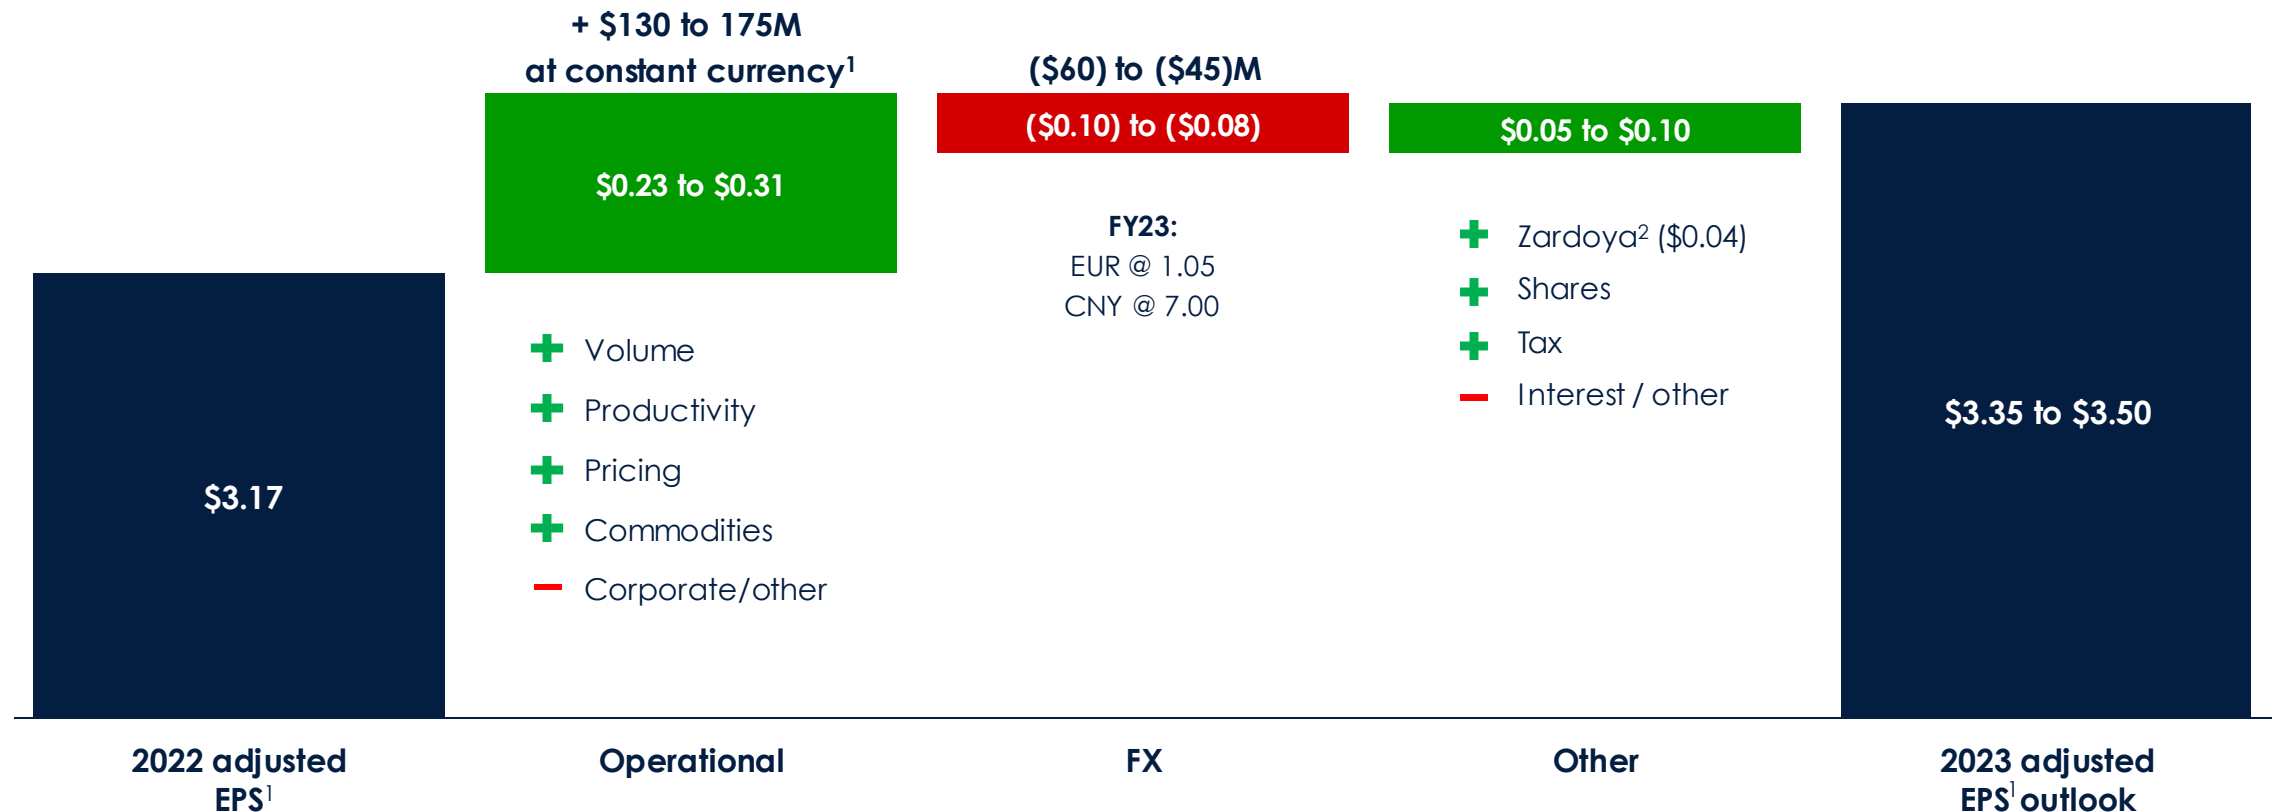 + $130 to 175M
at constant currency¹
($60) to ($45)M
$0.23 to $0.31
($0.10) to ($0.08)
$0.05 to $0.10
FY23:
EUR @ 1.05
CNY @ 7.00
Zardoya² ($0.04)
Shares
Tax
Interest / other
Volume
Productivity
Pricing
Commodities
Corporate/other
$3.17
$3.35 to $3.50
2022 adjusted
EPS¹
Operational
FX
Other
2023 adjusted
EPS¹ outlook